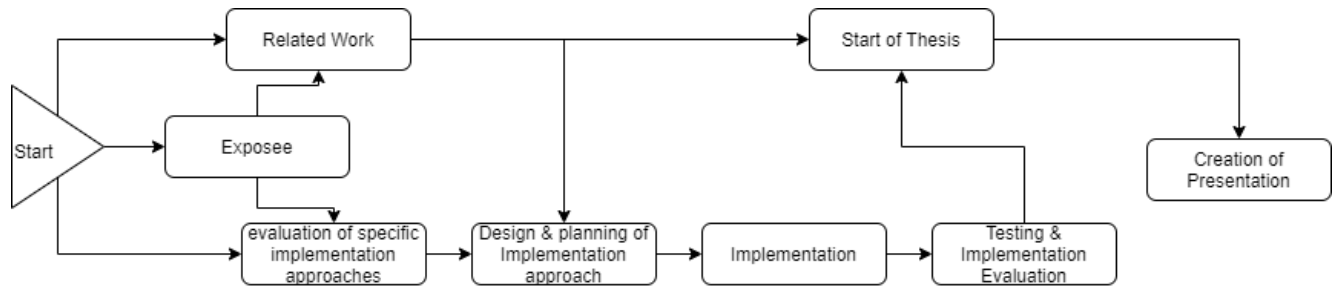 Related Work
Start of Thesis
Start
Exposee
Creation of
Presentation
evaluation of specific
implementation
approaches
Design & planning of
Implementation
approach
Implementation
Testing &
Implementation
Evaluation